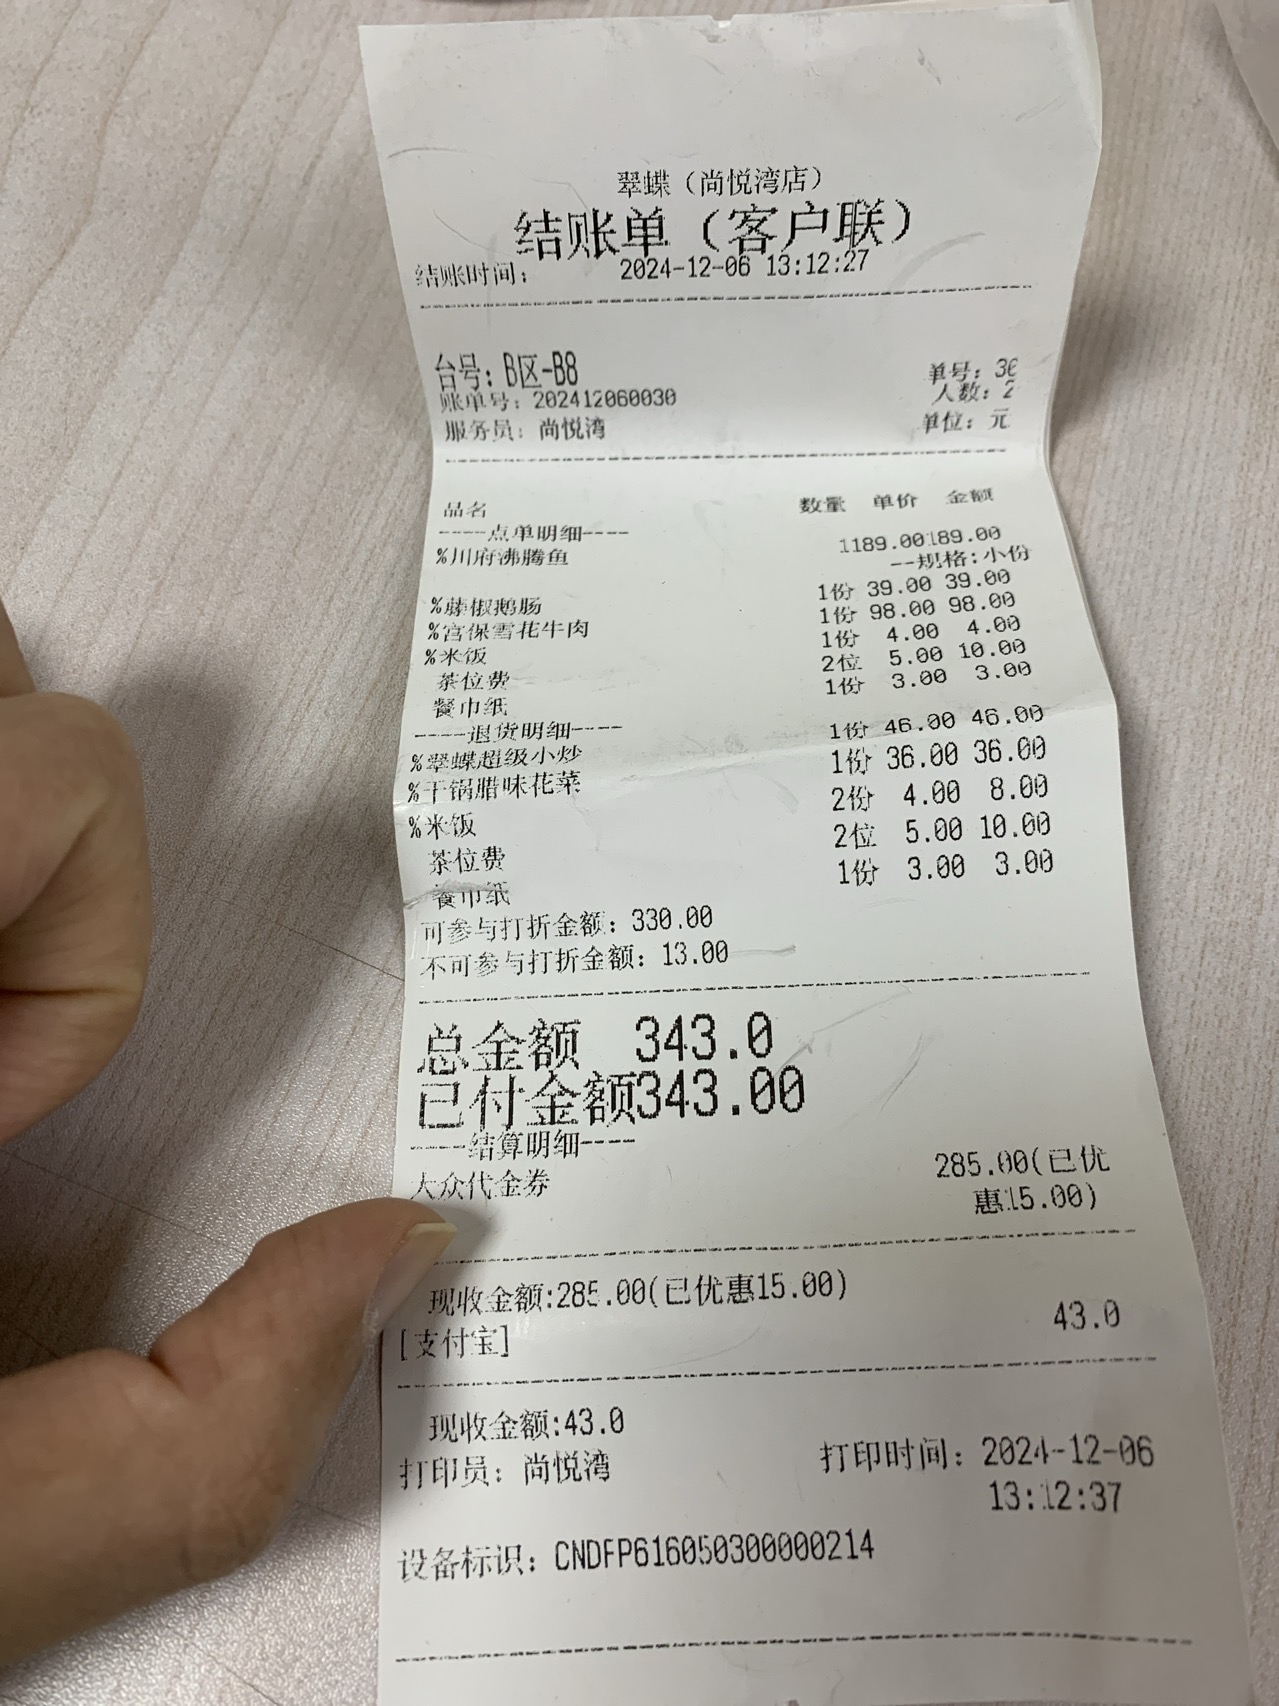 翠蝶（尚悦湾店）
结账单（客户联）
结账时间： 2024-12-06 13:12:27
台号：B区-B8 单号：30
账单号：202412060030 人数：2
服务员：尚悦湾 单位：元
品名 数量 单价 金额
----点单明细----
%川府沸腾鱼 1189.00189.00
--规格:小份
%藤椒鹅肠 1份 39.00 39.00
%宫保雪花牛肉 1份 98.00 98.00
%米饭 1份 4.00 4.00
茶位费 2位 5.00 10.00
餐巾纸 1份 3.00 3.00
----退货明细----
%翠蝶超级小炒 1份 46.00 46.00
%干锅腊味花菜 1份 36.00 36.00
%米饭 2份 4.00 8.00
茶位费 2位 5.00 10.00
餐巾纸 1份 3.00 3.00
可参与打折金额：330.00
不可参与打折金额：13.00
总金额 343.0
已付金额343.00
----结算明细----
大众代金券 285.00(已优
惠15.00)
现收金额:285.00(已优惠15.00)
[支付宝] 43.0
现收金额:43.0
打印员：尚悦湾 打印时间：2024-12-06
13:12:37
设备标识：CNDFP616050300000214